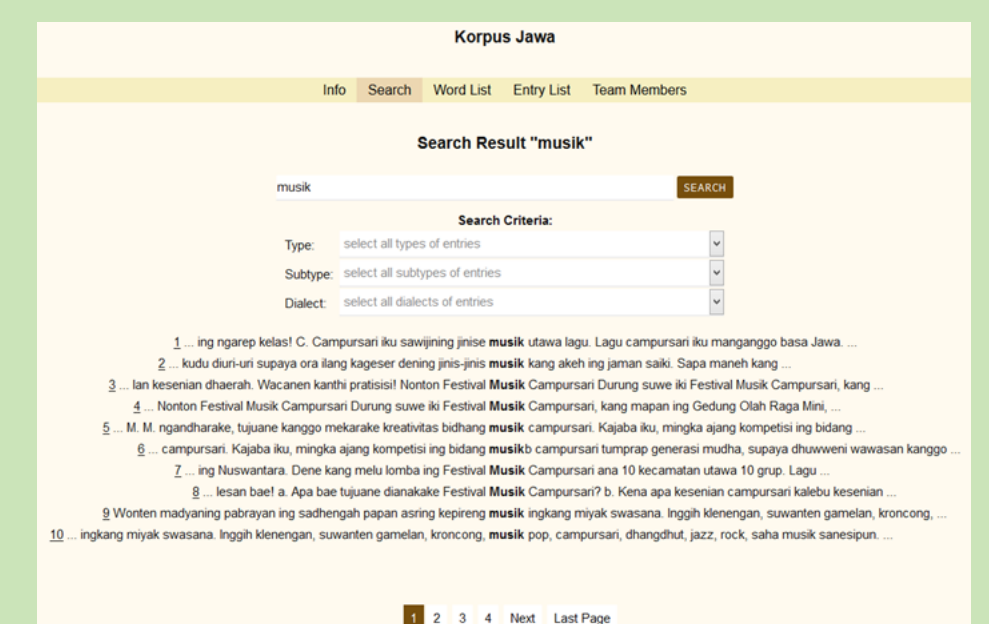 Korpus Jawa
Info Search Word List Entry List Team Members
Search Result "musik"
musik SEARCH
Search Criteria:
Type: select all types of entries
Subtype: select all subtypes of entries
Dialect: select all dialects of entries
1 ... ing ngarep kelas! C. Campursari iku sawijining jinise musik utawa lagu. Lagu campursari iku manganggo basa Jawa. ...
2 ... kudu diuri-uri supaya ora ilang kageser dening jinis-jinis musik kang akeh ing jaman saiki. Sapa maneh kang ...
3 ... lan kesenian dhaerah. Wacanen kanthi pratisisi! Nonton Festival Musik Campursari Durung suwe iki Festival Musik Campursari, kang ...
4 ... Nonton Festival Musik Campursari Durung suwe iki Festival Musik Campursari, kang mapan ing Gedung Olah Raga Mini, ...
5 ... M. M. ngandharake, tujuane kanggo mekarake kreativitas bidhang musik campursari. Kajaba iku, mingka ajang kompetisi ing bidang ...
6 ... campursari. Kajaba iku, mingka ajang kompetisi ing bidang musikb campursari tumprap generasi mudha, supaya dhuwweni wawasan kanggo ...
7 ... ing Nuswantara. Dene kang melu lomba ing Festival Musik Campursari ana 10 kecamatan utawa 10 grup. Lagu ...
8 ... lesan bae! a. Apa bae tujuane dianakake Festival Musik Campursari? b. Kena apa kesenian campursari kalebu kesenian ...
9 Wonten madyaning pabrayan ing sadhengah papan asring kepireng musik ingkang miyak swasana. Inggih klenengan, suwanten gamelan, kroncong, ...
10 ... ingkang miyak swasana. Inggih klenengan, suwanten gamelan, kroncong, musik pop, campursari, dhangdhut, jazz, rock, saha musik sanesipun. ...
1 2 3 4 Next Last Page